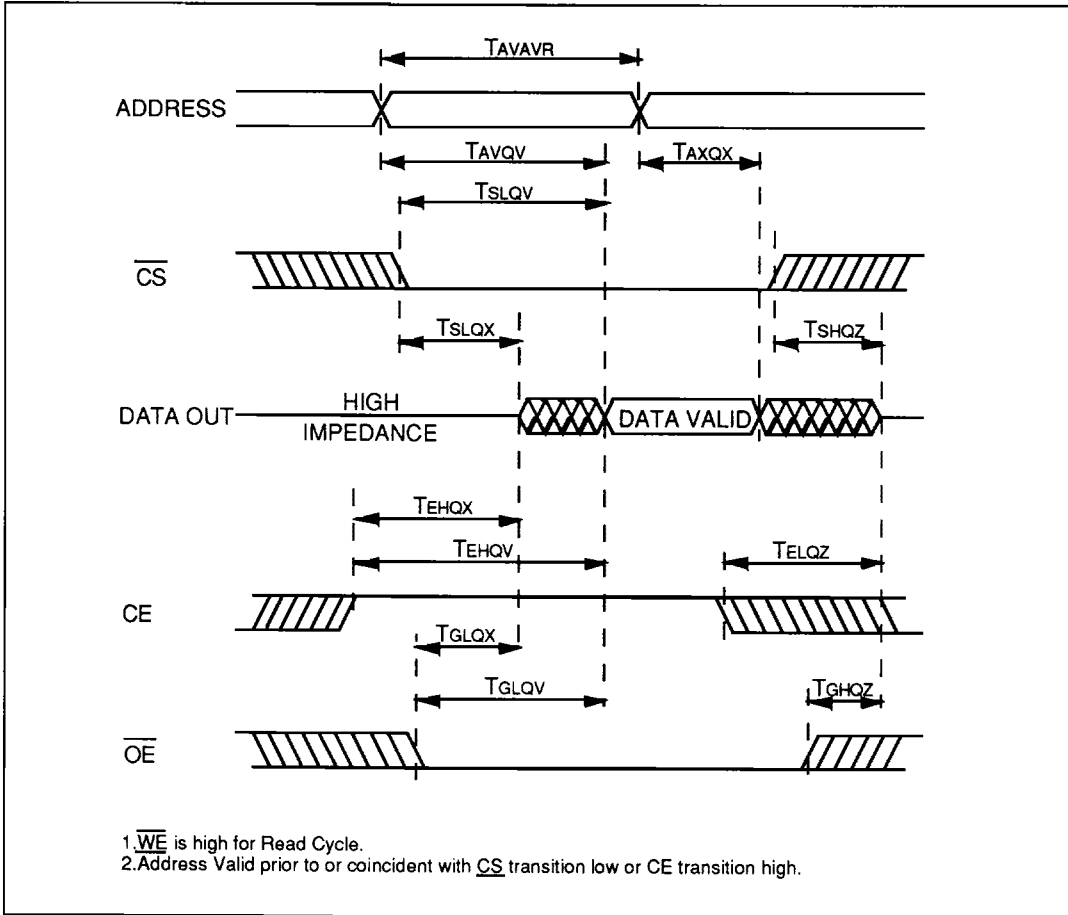 TAVAVR
ADDRESS
TAVQV
TAXQX
TSLQV
CS
TSLQX
TSHQZ
DATA OUT
HIGH
IMPEDANCE
DATA VALID
TEHQX
TEHQV
TELQZ
CE
TGLQX
TGLQV
TGHQZ
OE
1.WE is high for Read Cycle.
2.Address Valid prior to or coincident with CS transition low or CE transition high.